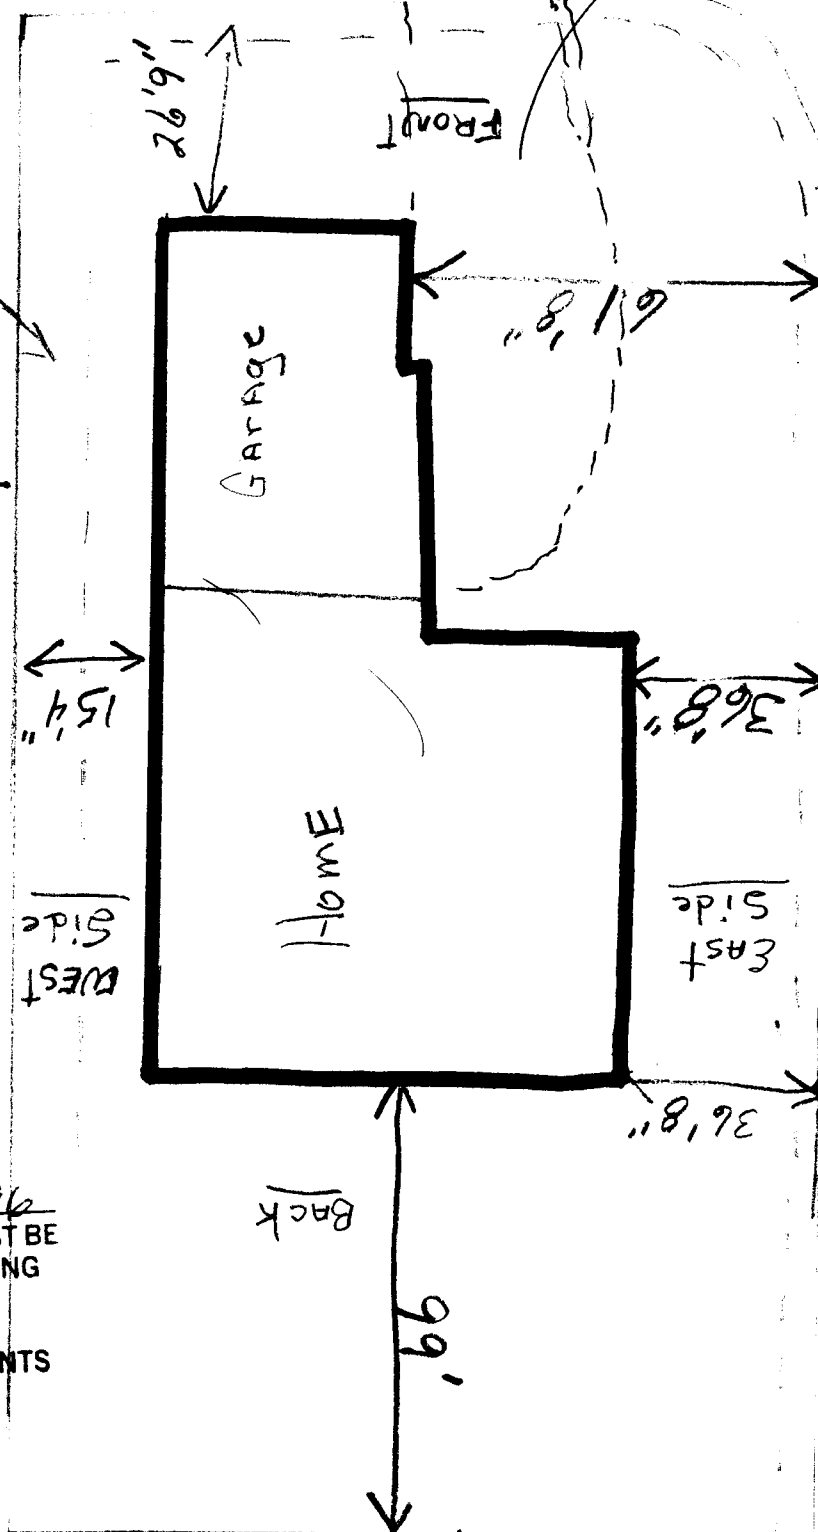 26'9"
FRonT
61'8"
GArAge
15'4"
36'8"
HomE
WEST
Side
EAST
Side
36'8"
BAck
99'
T BE
NG
NTS